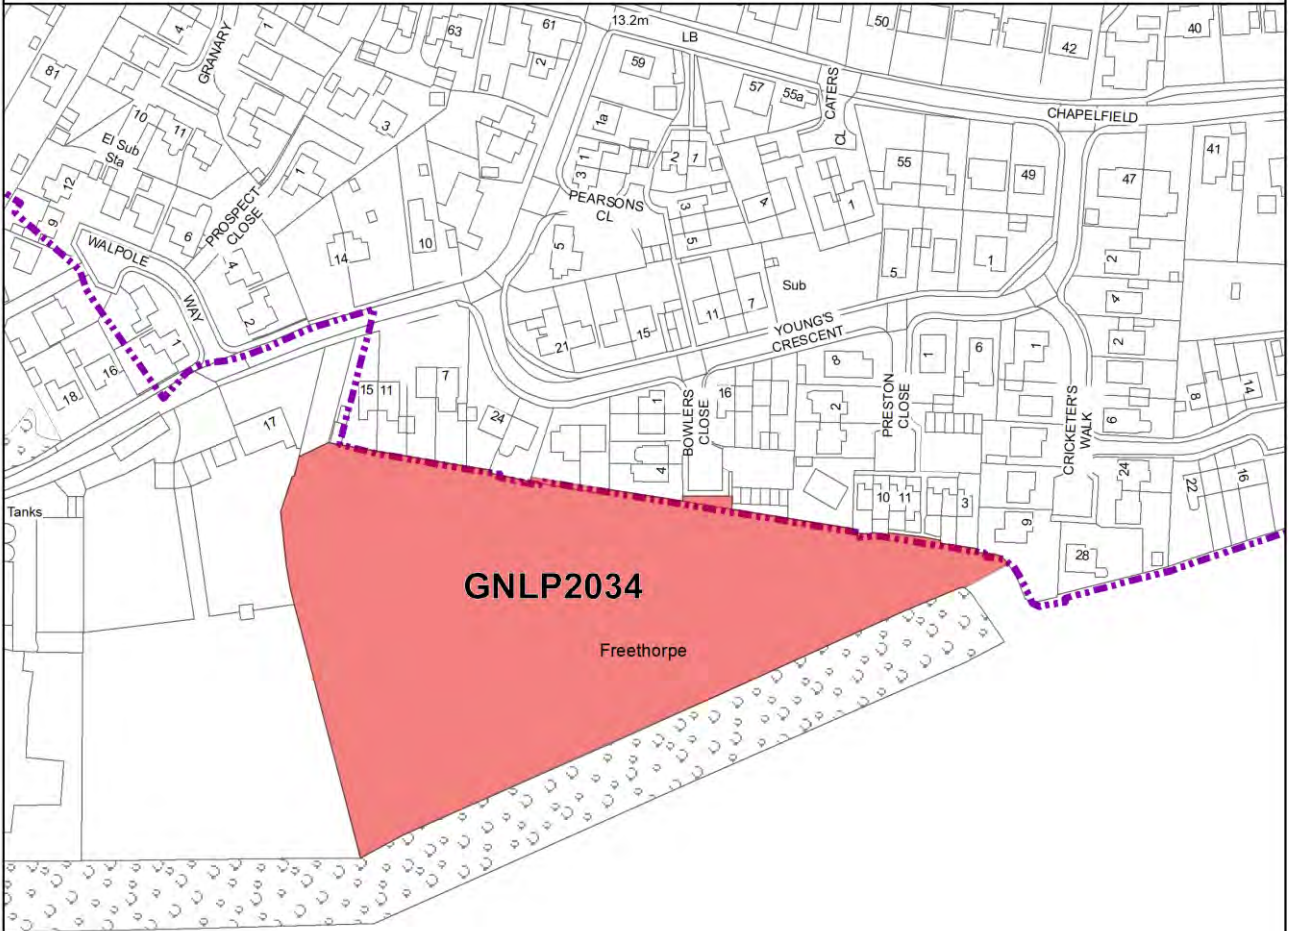 4
GRANARY
1
63
61
13.2m
LB
50
42
40
81
2
59
57
55a
CATERS
CL
CHAPELFIELD
10
11
El Sub
Sta
3
1a
1
3
2
1
55
49
47
41
12
9
6
PROSPECT
CLOSE
1
PEARSONS
CL
3
4
1
WALPOLE
WAY
4
2
14
10
5
5
5
1
2
Sub
4
1
16
18
21
15
11
7
YOUNG'S
CRESCENT
8
1
6
1
2
15
11
7
24
1
BOWLERS
CLOSE
16
2
PRESTON
CLOSE
CRICKETER'S
WALK
6
8
14
17
4
10
11
3
9
24
22
16
28
Tanks
GNLP2034
Freethorpe